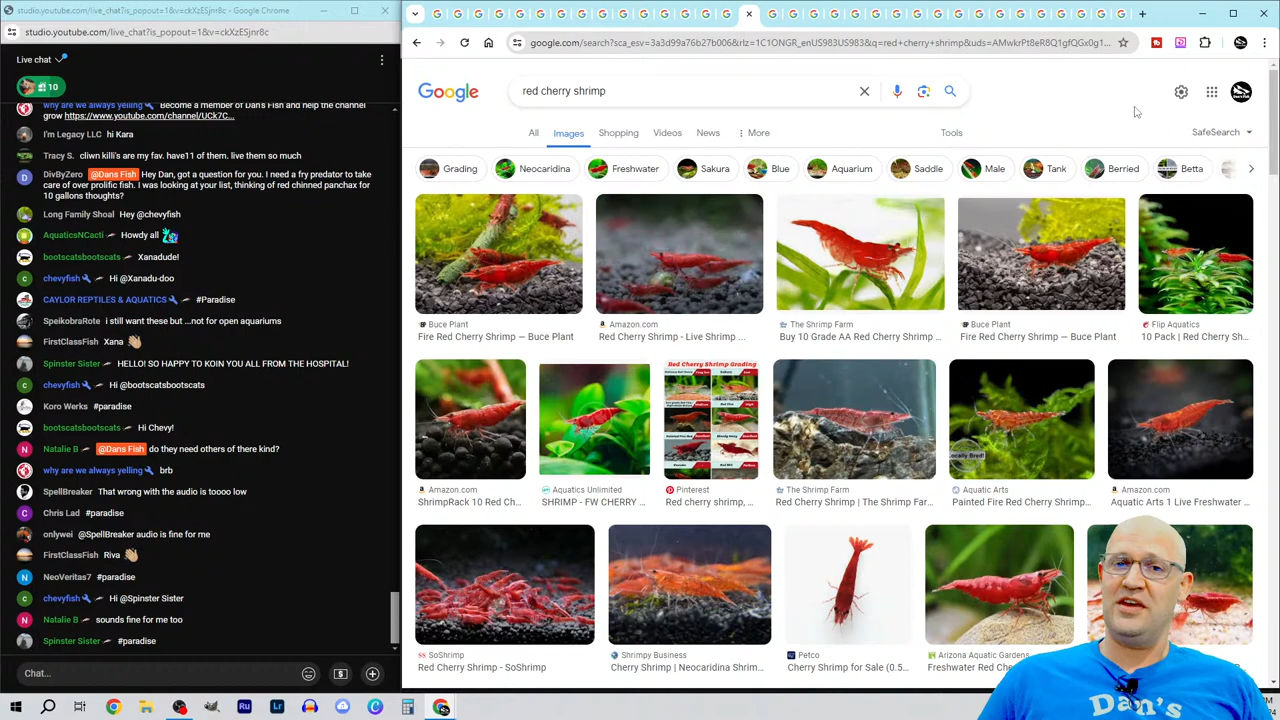 studio.youtube.com/live_chat?is_popout=1&v=ckXzESjnr8c - Google Chrome
studio.youtube.com/live_chat?is_popout=1&v=ckXzESjnr8c
Live chat
10
why are we always yelling Become a member of Dan's Fish and help the channel
grow https://www.youtube.com/channel/UCk7C...
I'm Legacy LLC hi Kara
Tracy S. cliwn killi's are my fav. have11 of them. love them so much
DivByZero @Dans Fish Hey Dan, got a question for you. I need a fry predator to take
care of over prolific fish. I was looking at your list, thinking of red chinned panchax for
10 gallons thoughts?
Long Family Shoal Hey @chevyfish
AquaticsNCacti Howdy all
bootscatsbootscats Xanadude!
chevyfish Hi @Xanadu-doo
CAYLOR REPTILES & AQUATICS #Paradise
SpeikobraRote i still want these but ...not for open aquariums
FirstClassFish Xana
Spinster Sister HELLO! SO HAPPY TO KOIN YOU ALL FROM THE HOSPITAL!
chevyfish Hi @bootscatsbootscats
Koro Werks #paradise
bootscatsbootscats Hi Chevy!
Natalie B @Dans Fish do they need others of there kind?
why are we always yelling brb
SpellBreaker That wrong with the audio is toooo low
Chris Lad #paradise
onlywei @SpellBreaker audio is fine for me
FirstClassFish Riva
NeoVeritas7 #paradise
chevyfish Hi @Spinster Sister
Natalie B sounds fine for me too
Spinster Sister #paradise
Chat...
google.com/search?sca_esv=3a3d99a76b27b006&rlz=1C1ONGR_enUS983US983&q=red+cherry+shrimp&uds=AMwkrPt8eR8Q1gfQGx0g1...
Google
red cherry shrimp
All Images Shopping Videos News More Tools SafeSearch
Grading Neocaridina Freshwater Sakura Blue Aquarium Saddle Male Tank Berried Betta
Buce Plant Amazon.com The Shrimp Farm Buce Plant Flip Aquatics
Fire Red Cherry Shrimp — Buce Plant Red Cherry Shrimp - Live Shrimp ... Buy 10 Grade AA Red Cherry Shrimp ... Fire Red Cherry Shrimp — Buce Plant 10 Pack | Red Cherry Sh...
Red Cherry Shrimp Grading
Amazon.com Aquatics Unlimited Pinterest The Shrimp Farm Aquatic Arts Amazon.com
ShrimpRack 10 Red Ch... SHRIMP - FW CHERRY ... Red cherry shrimp, ... Red Cherry Shrimp | The Shrimp Far... Painted Fire Red Cherry Shrimp... Aquatic Arts 1 Live Freshwater ...
SoShrimp Shrimpy Business Petco Arizona Aquatic Gardens
Red Cherry Shrimp - SoShrimp Cherry Shrimp | Neocaridina Shrim... Cherry Shrimp for Sale (0.5... Freshwater Red Cherry
Dan's